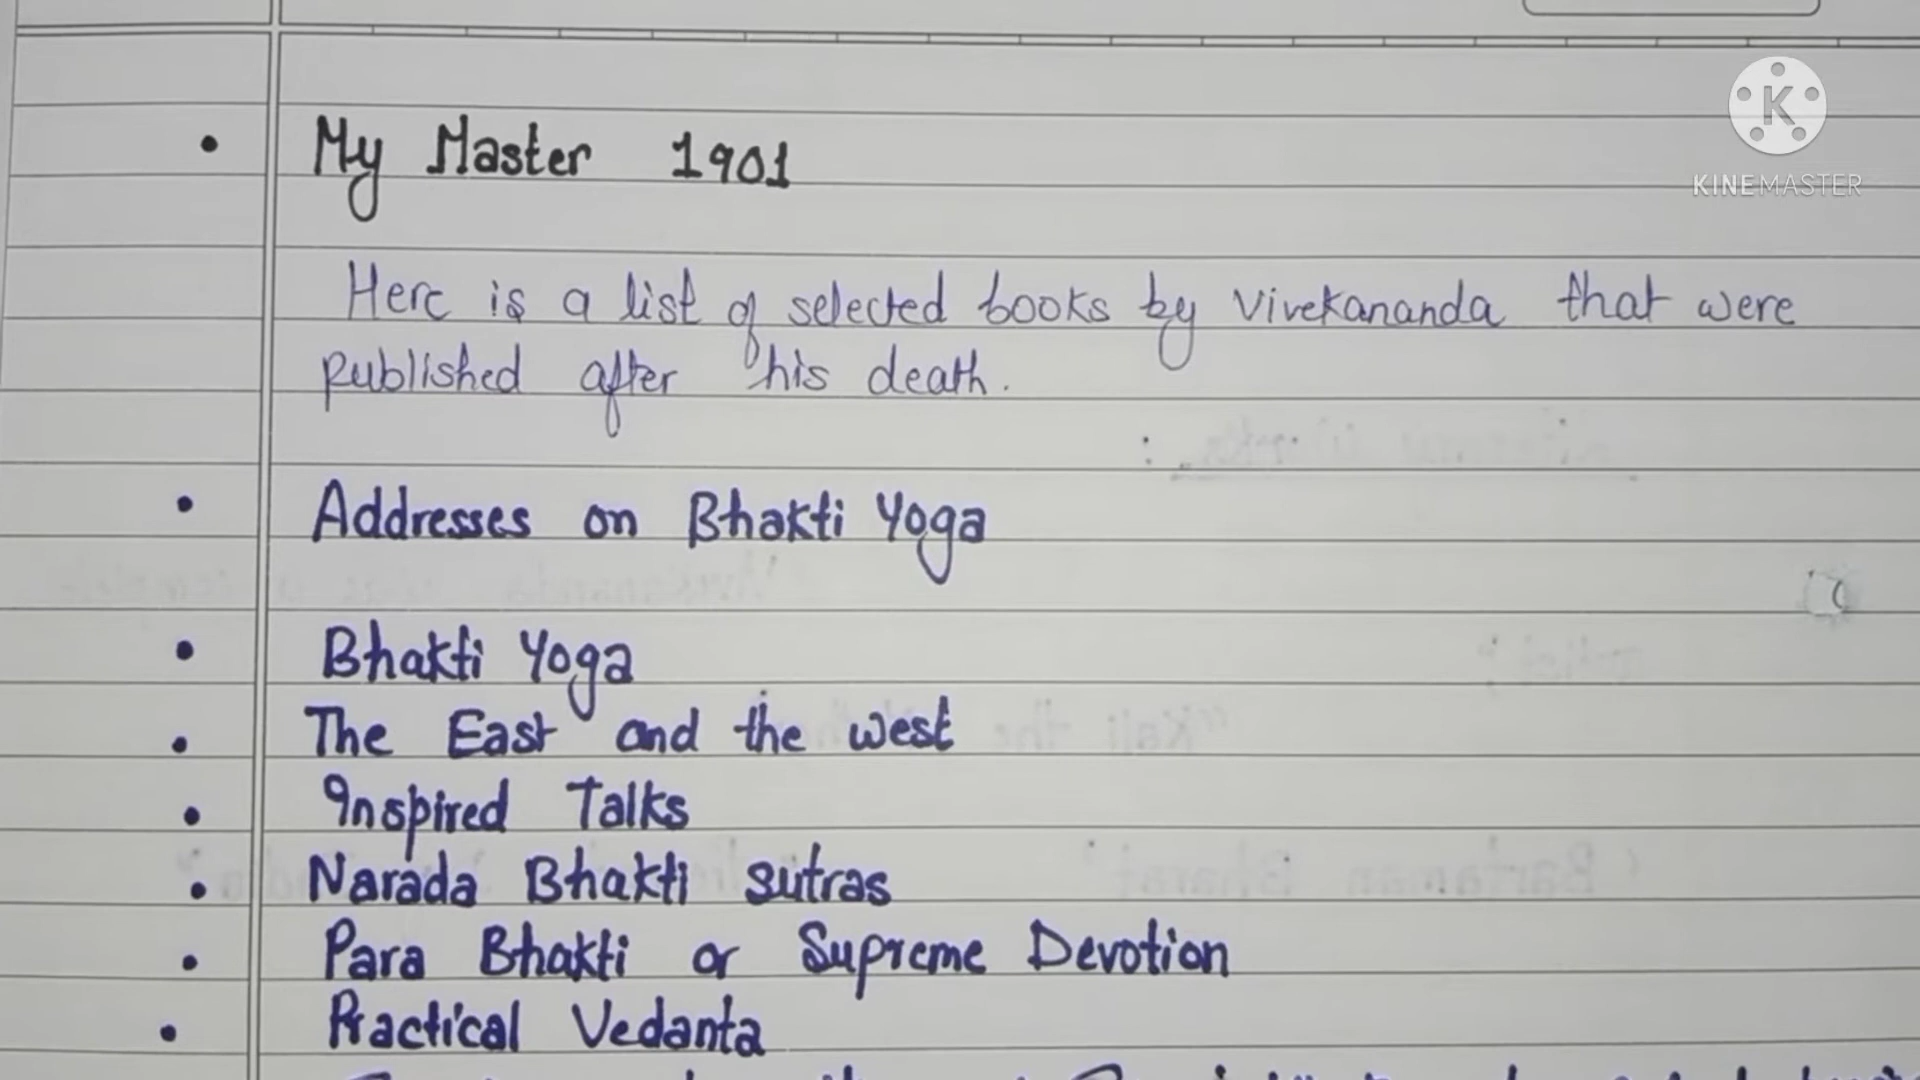 • My Master 1901
KINEMASTER
Here is a list of selected books by Vivekananda that were
published after his death.
• Addresses on Bhakti Yoga
• Bhakti Yoga
• The East and the west
• Inspired Talks
• Narada Bhakti sutras
• Para Bhakti or Supreme Devotion
• Practical Vedanta